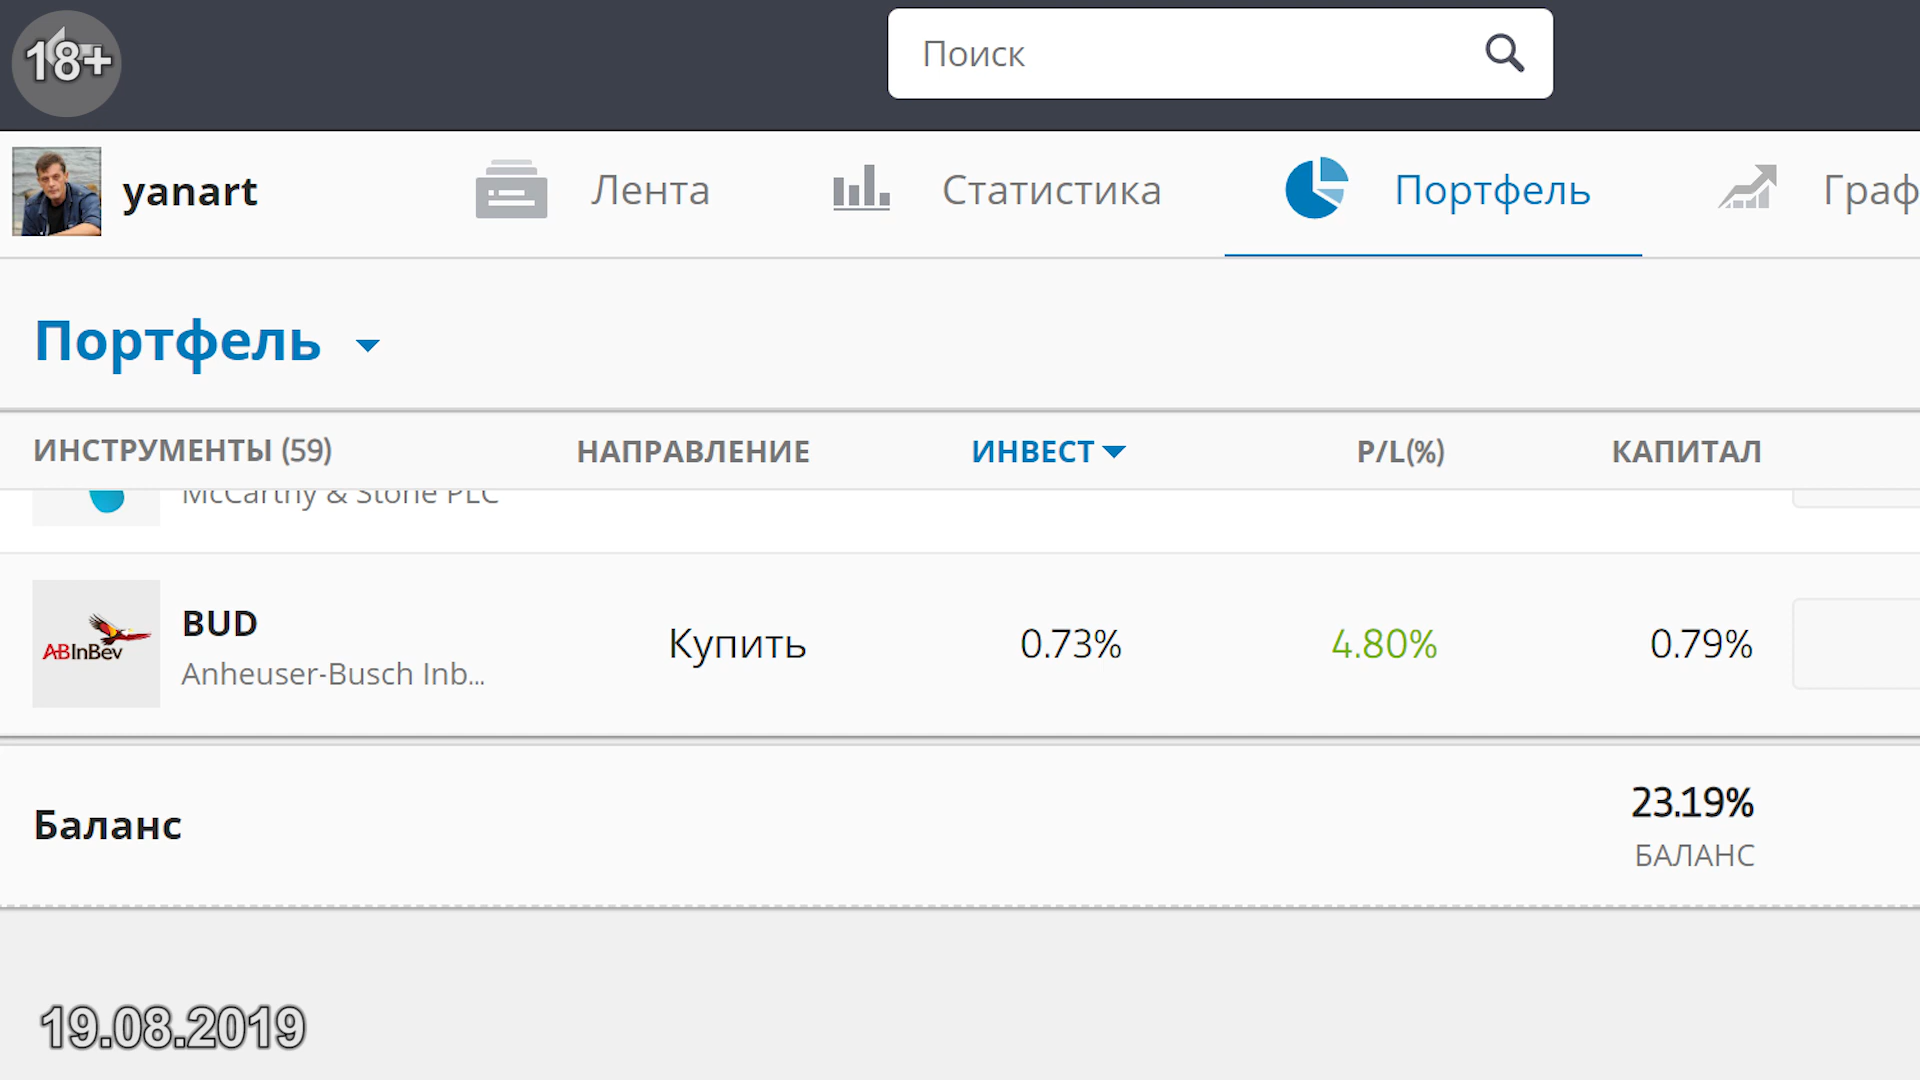 18+
Поиск
yanart
Лента
Статистика
Портфель
Граф
Портфель
ИНСТРУМЕНТЫ (59)
НАПРАВЛЕНИЕ
ИНВЕСТ
P/L(%)
КАПИТАЛ
McCarthy & Stone PLC
ABInBev
BUD
Anheuser-Busch Inb...
Купить
0.73%
4.80%
0.79%
Баланс
23.19%
БАЛАНС
19.08.2019